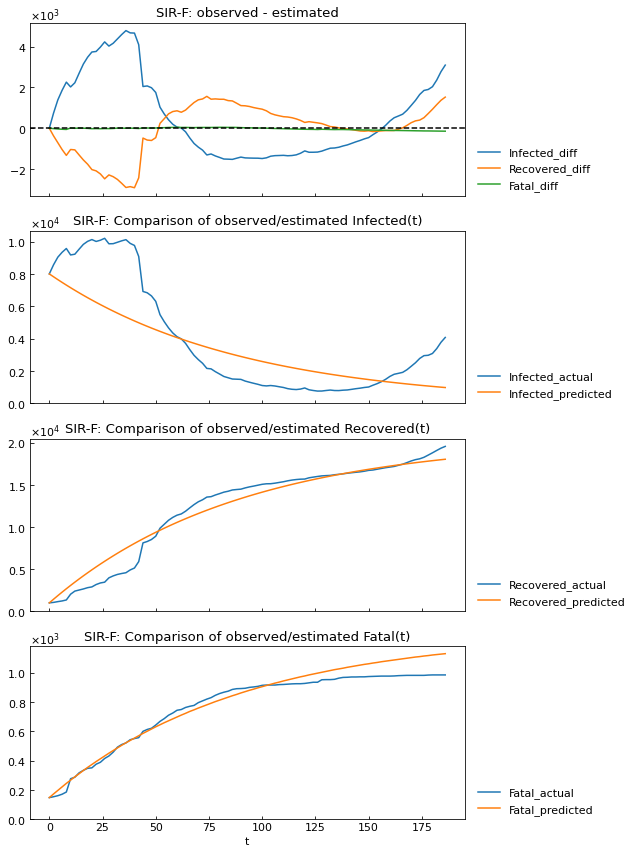 SIR-F: observed - estimated
×10³
4
2
0
−2
Infected_diff
Recovered_diff
Fatal_diff
SIR-F: Comparison of observed/estimated Infected(t)
×10⁴
1.0
0.8
0.6
0.4
0.2
0.0
Infected_actual
Infected_predicted
SIR-F: Comparison of observed/estimated Recovered(t)
×10⁴
2.0
1.5
1.0
0.5
0.0
Recovered_actual
Recovered_predicted
SIR-F: Comparison of observed/estimated Fatal(t)
×10³
1.0
0.8
0.6
0.4
0.2
0.0
Fatal_actual
Fatal_predicted
0 25 50 75 100 125 150 175
t